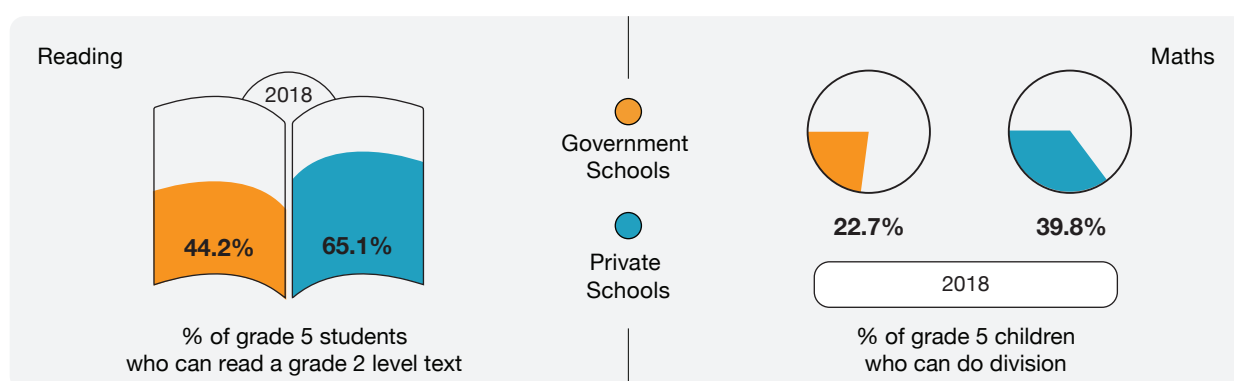 Reading
2018
44.2%
65.1%
% of grade 5 students
who can read a grade 2 level text
Government
Schools
Private
Schools
Maths
22.7%
39.8%
2018
% of grade 5 children
who can do division